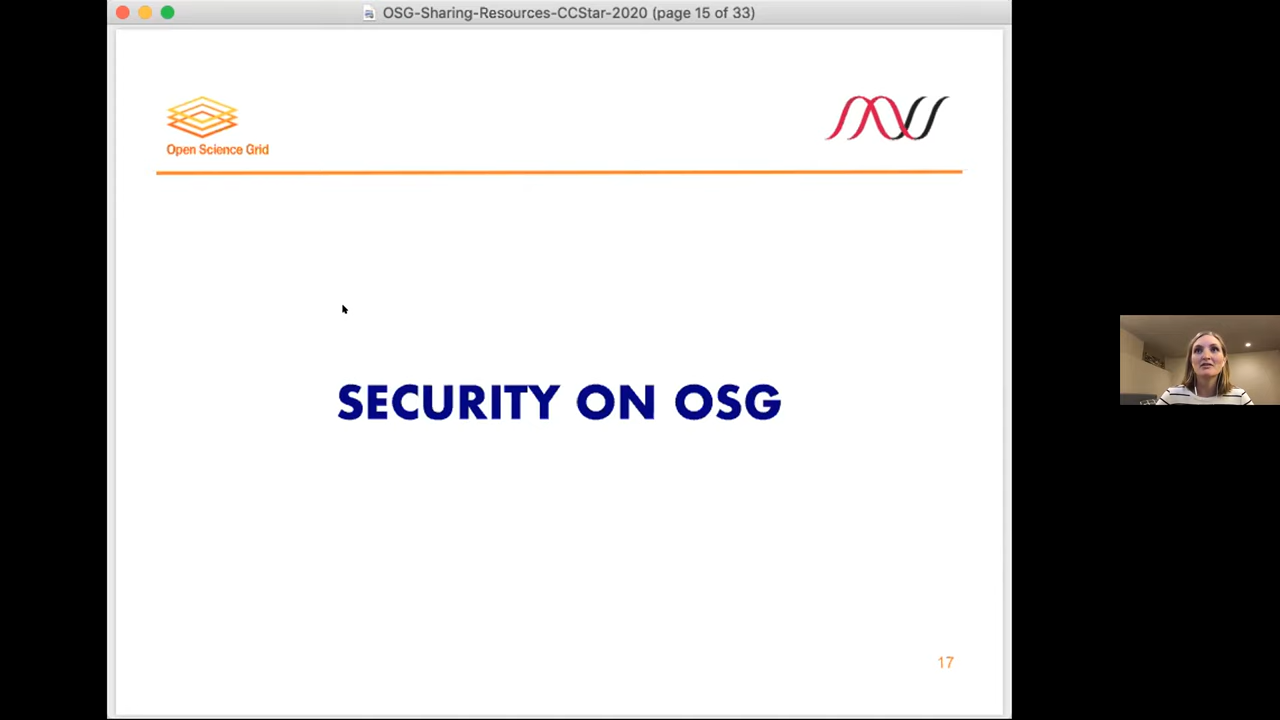 OSG-Sharing-Resources-CCStar-2020 (page 15 of 33)
Open Science Grid
SECURITY ON OSG
17